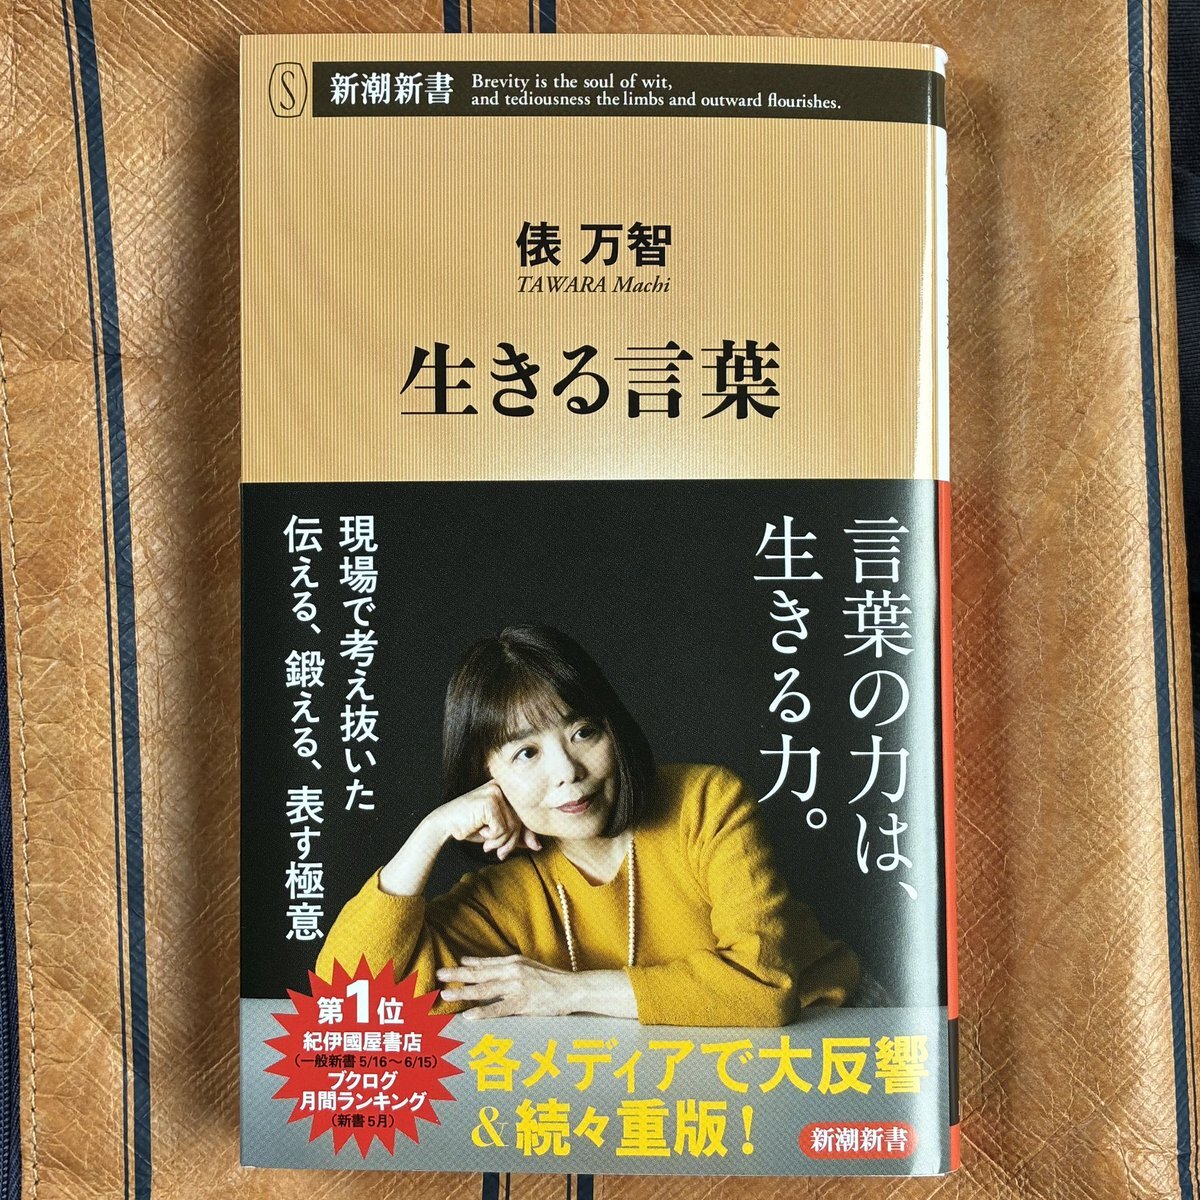 S
新潮新書
Brevity is the soul of wit,
and tediousness the limbs and outward flourishes.
俵 万智
TAWARA Machi
生きる言葉
言葉の力は、
生きる力。
現場で考え抜いた
伝える、鍛える、表す極意
第1位
紀伊國屋書店
(一般新書 5/16〜6/15)
ブクログ
月間ランキング
(新書5月)
各メディアで大反響
&続々重版!
新潮新書